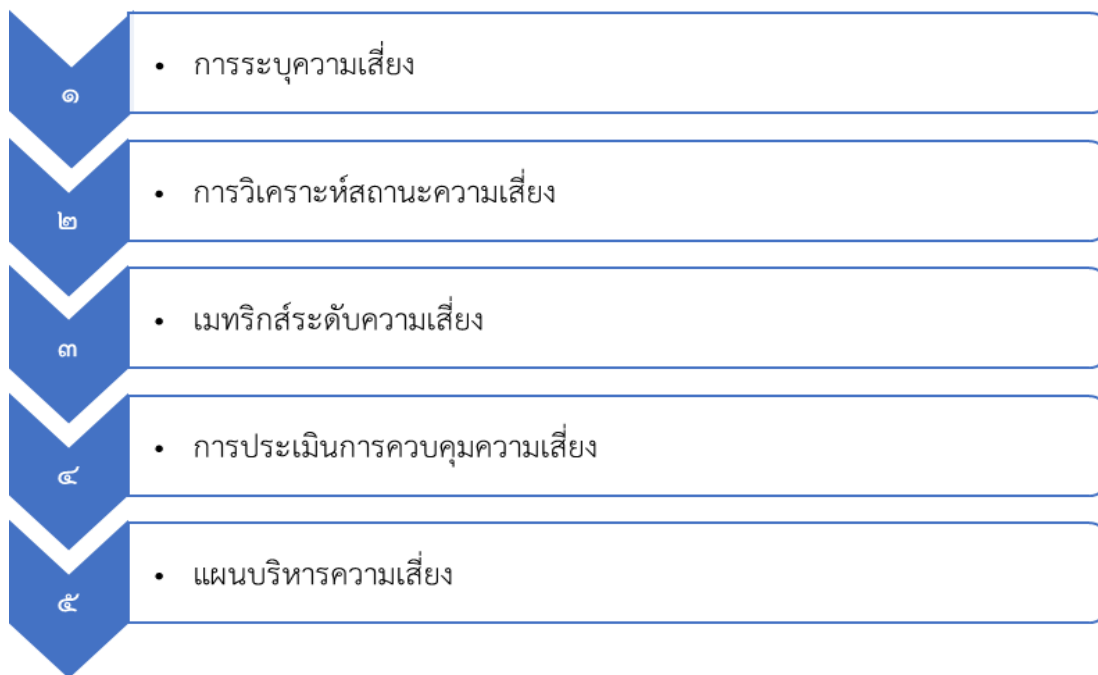 ๑
• การระบุความเสี่ยง
๒
• การวิเคราะห์สถานะความเสี่ยง
๓
• เมทริกส์ระดับความเสี่ยง
๔
• การประเมินการควบคุมความเสี่ยง
๕
• แผนบริหารความเสี่ยง